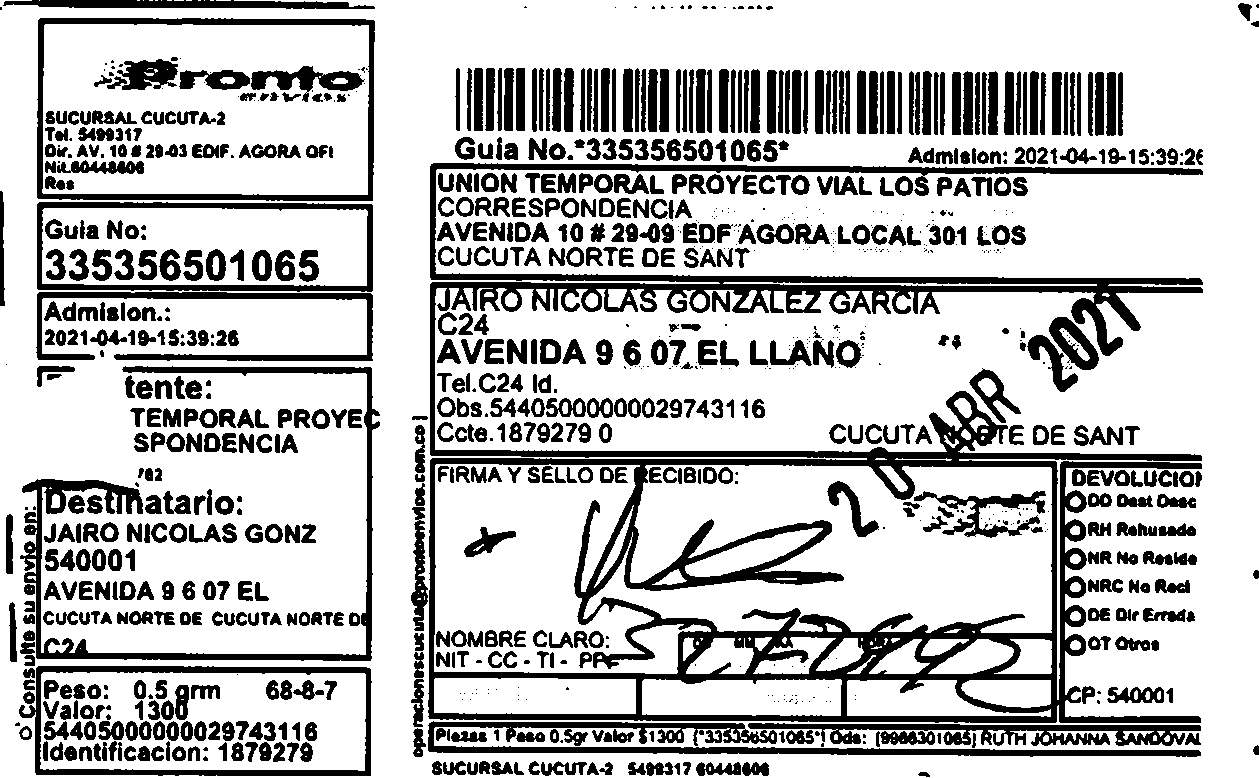 Pronto
envios
SUCURSAL CUCUTA-2
Tel. 5499317
Dir. AV. 10 # 29-03 EDIF. AGORA OFI
Nit.60448606
Res
Guia No:
335356501065
Admision.:
2021-04-19-15:39:26
tente:
TEMPORAL PROYEC
SPONDENCIA
Destinatario:
JAIRO NICOLAS GONZ
540001
AVENIDA 9 6 07 EL
CUCUTA NORTE DE CUCUTA NORTE DE
C24
Peso: 0.5 grm 68-8-7
Valor: 1300
544050000000029743116
Identificacion: 1879279
Consulte su envio en:
operacionescucuta@prontoenvios.com.co ]
Guia No.*335356501065*
Admision: 2021-04-19-15:39:26
UNION TEMPORAL PROYECTO VIAL LOS PATIOS
CORRESPONDENCIA
AVENIDA 10 # 29-09 EDF AGORA LOCAL 301 LOS
CUCUTA NORTE DE SANT
JAIRO NICOLAS GONZALEZ GARCIA
C24
AVENIDA 9 6 07 EL LLANO
Tel.C24 Id.
Obs.544050000000029743116
Ccte.1879279 0
CUCUTA NORTE DE SANT
20 ABR 2021
FIRMA Y SELLO DE RECIBIDO:
NOMBRE CLARO:
NIT - CC - TI - PP
DEVOLUCION
DD Dest Desc
RH Rehusado
NR No Reside
NRC No Recl
DE Dir Errada
OT Otros
CP: 540001
Piezas 1 Peso 0.5gr Valor $1300 (*335356501065*) Ods: (9966301065) RUTH JOHANNA SANDOVAL
SUCURSAL CUCUTA-2 5499317 60448606